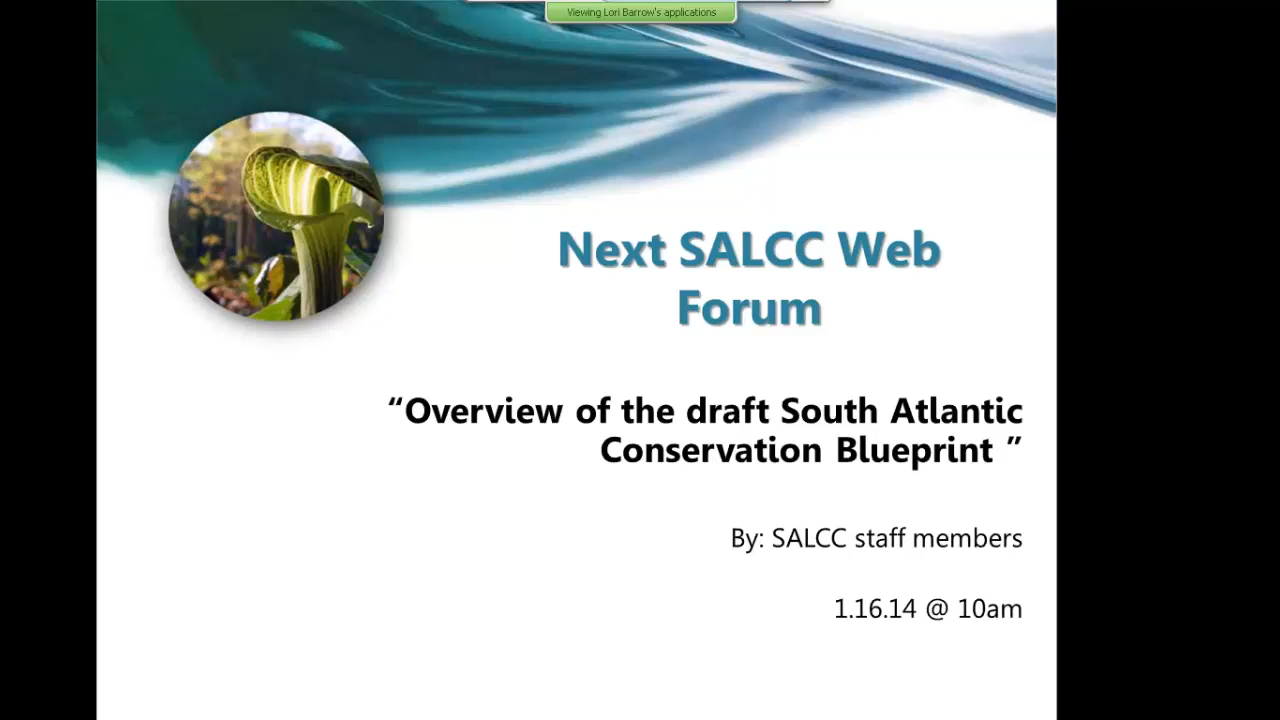 Viewing Lori Barrow's applications
Next SALCC Web
Forum
“Overview of the draft South Atlantic
Conservation Blueprint ”
By: SALCC staff members
1.16.14 @ 10am